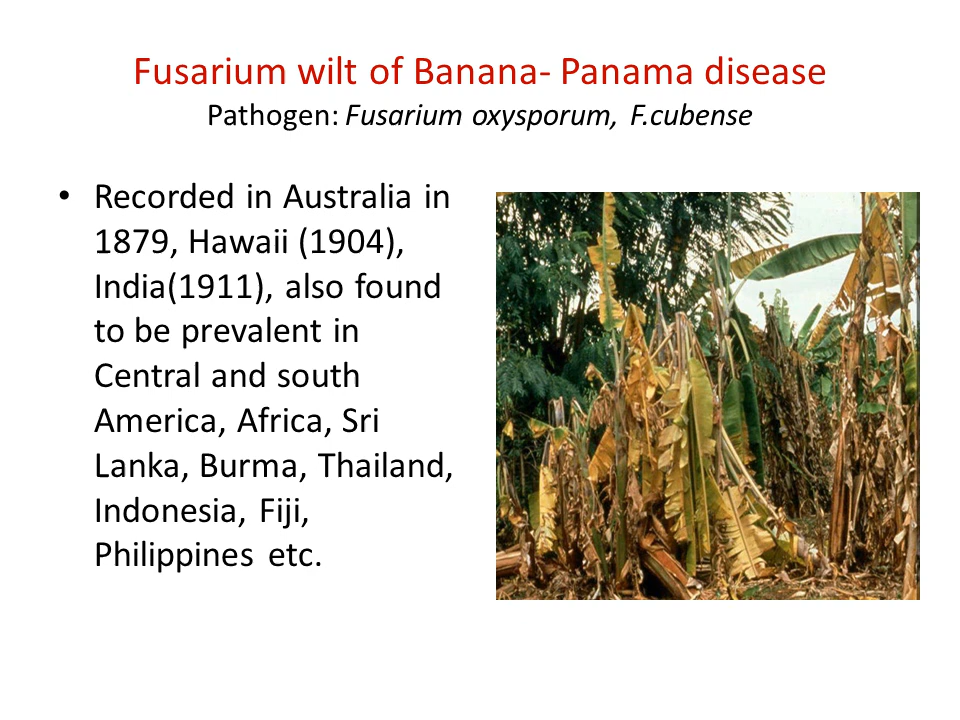 Fusarium wilt of Banana- Panama disease
Pathogen: Fusarium oxysporum, F.cubense
• Recorded in Australia in
1879, Hawaii (1904),
India(1911), also found
to be prevalent in
Central and south
America, Africa, Sri
Lanka, Burma, Thailand,
Indonesia, Fiji,
Philippines etc.